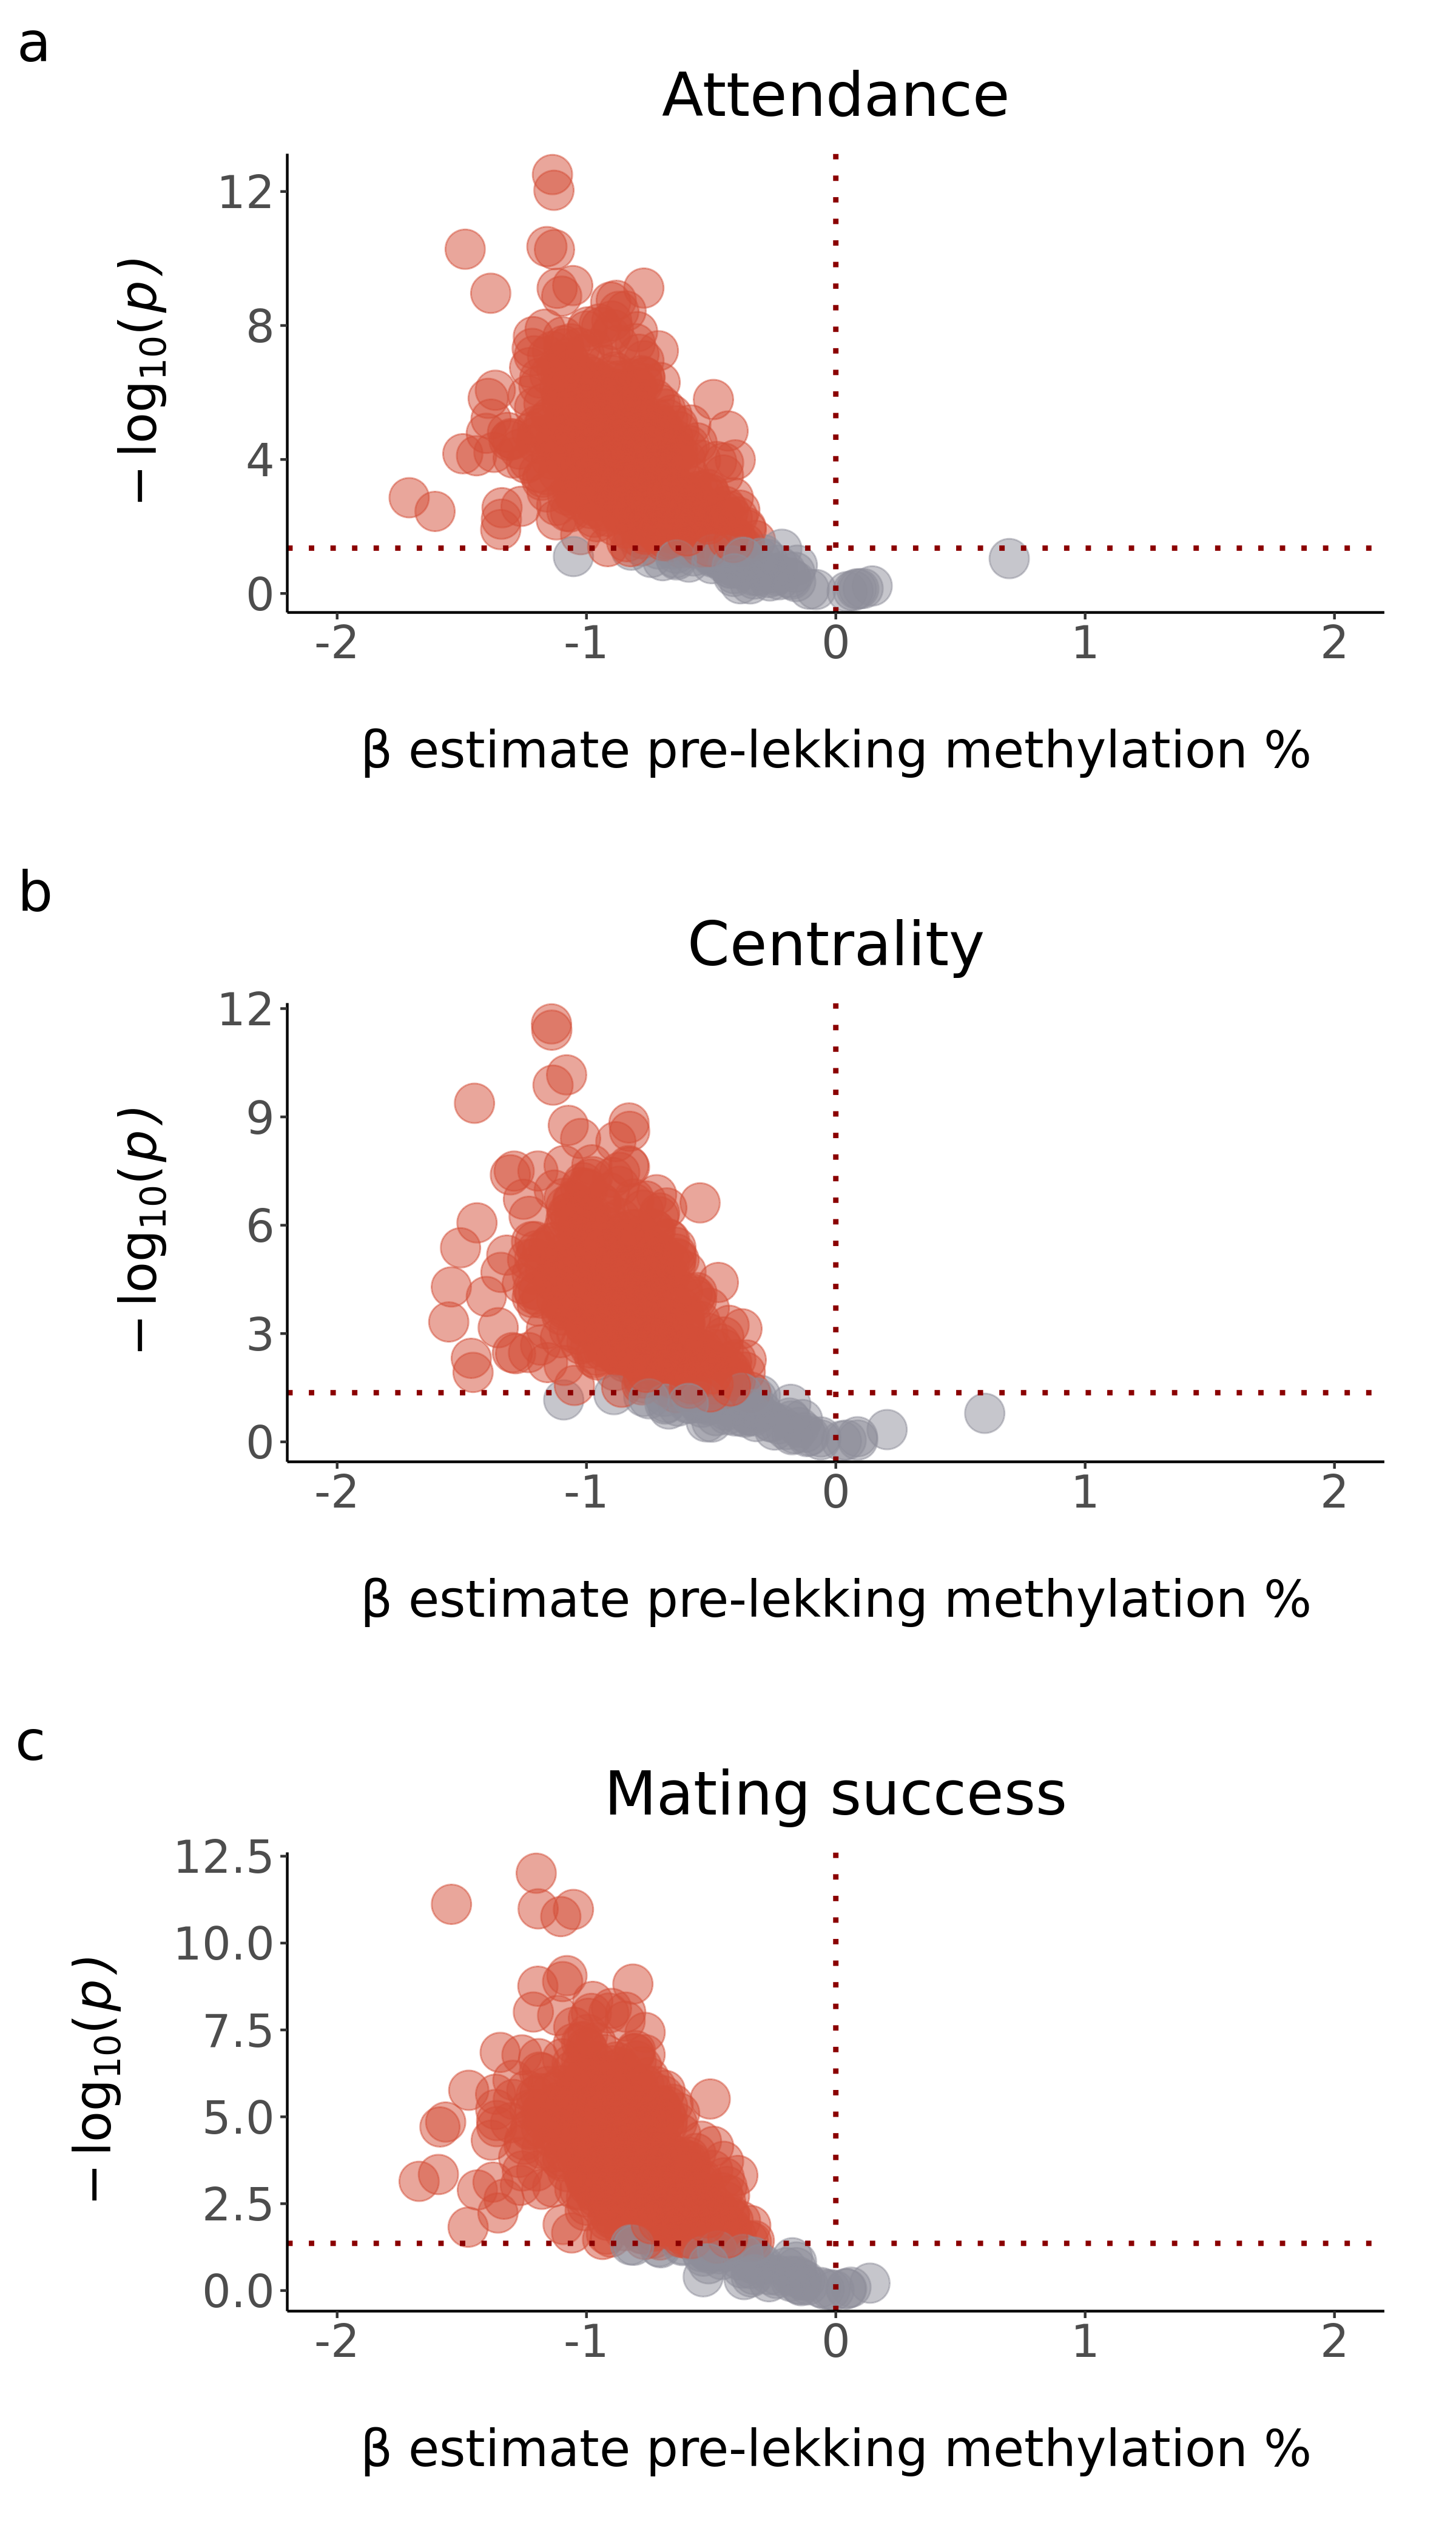 a
Attendance
12
8
4
0
− log10(p)
-2 -1 0 1 2
β estimate pre-lekking methylation %
b
Centrality
12
9
6
3
0
− log10(p)
-2 -1 0 1 2
β estimate pre-lekking methylation %
c
Mating success
12.5
10.0
7.5
5.0
2.5
0.0
− log10(p)
-2 -1 0 1 2
β estimate pre-lekking methylation %